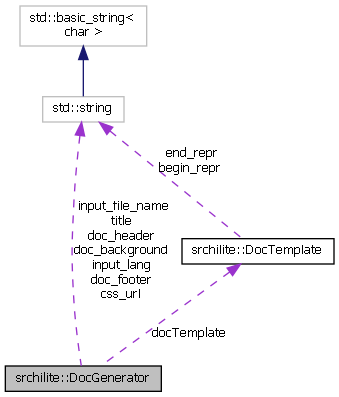 std::basic_string<
char >
std::string
end_repr
begin_repr
input_file_name
title
doc_header
doc_background
input_lang
doc_footer
css_url
srchilite::DocTemplate
docTemplate
srchilite::DocGenerator